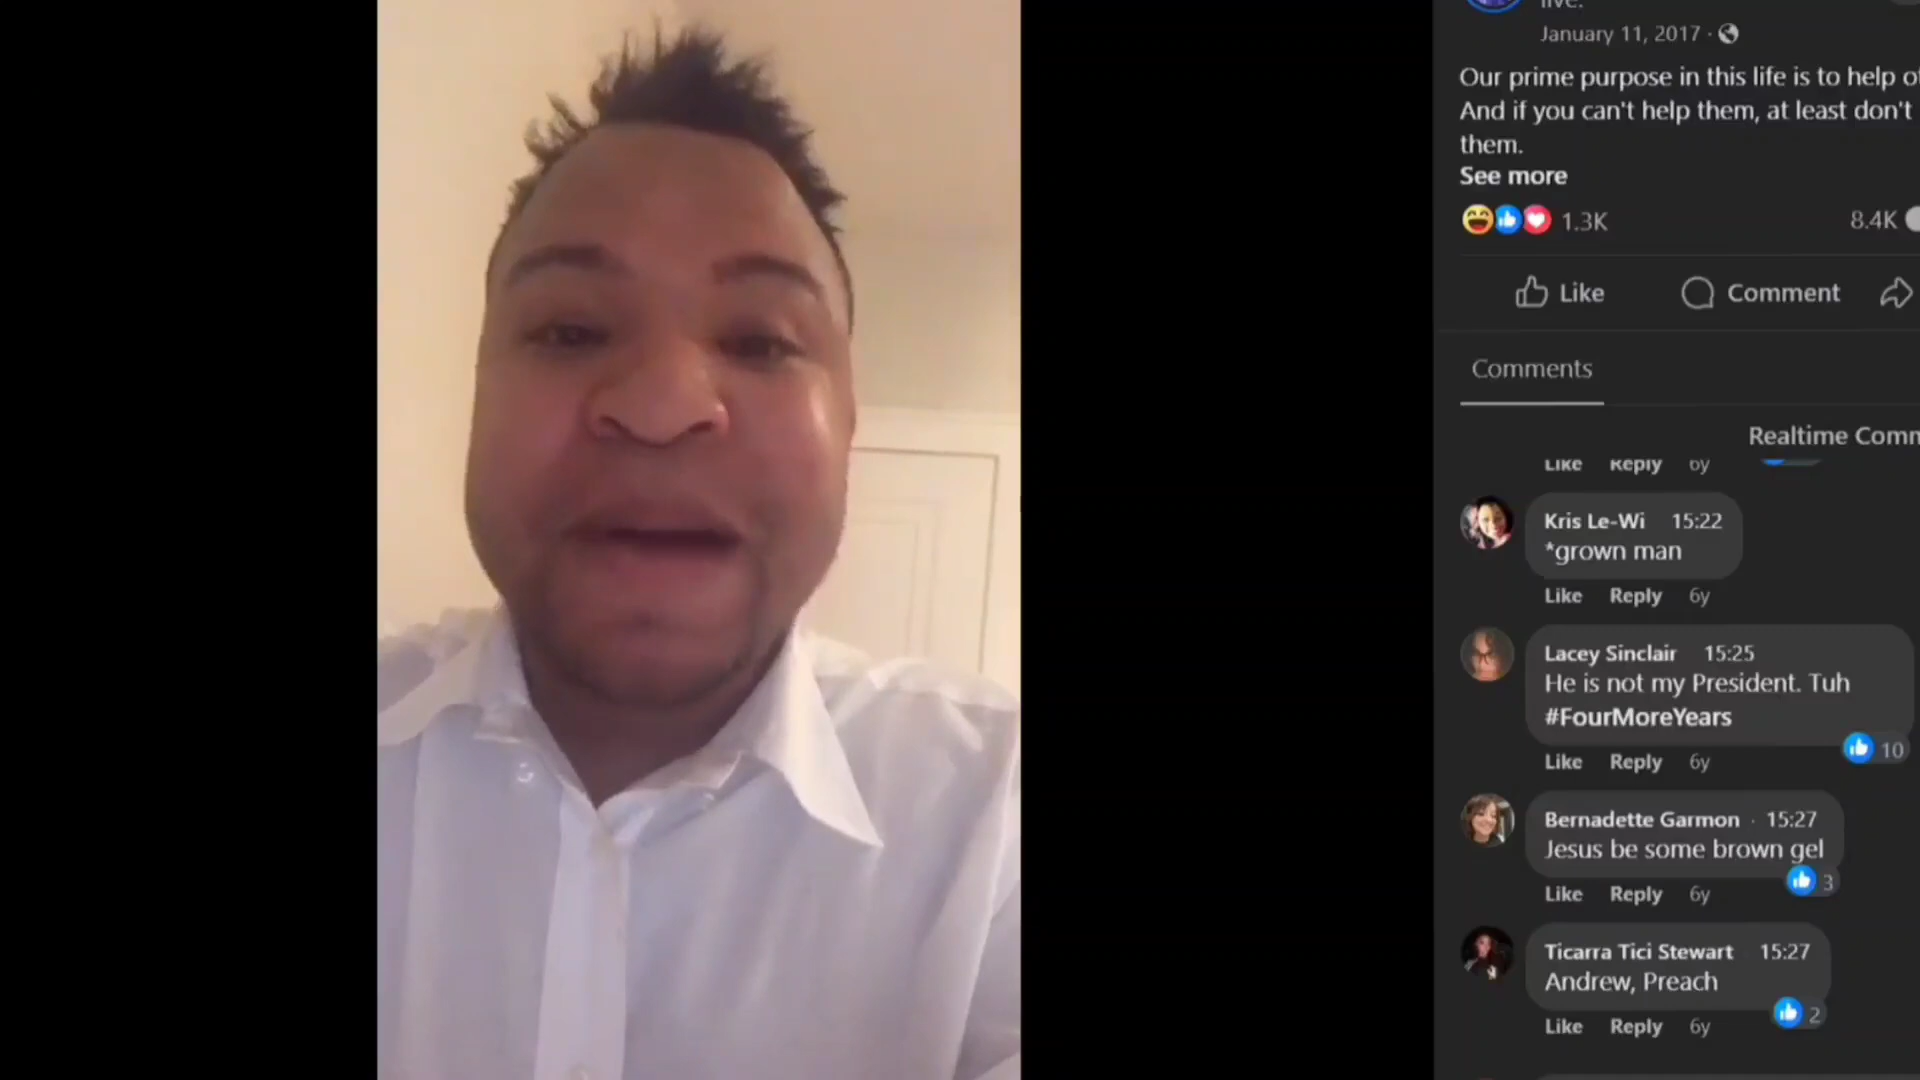 live.
January 11, 2017 ·
Our prime purpose in this life is to help
And if you can't help them, at least don't
them.
See more
1.3K
8.4K
Like
Comment
Comments
Realtime
Like Reply 6y
Kris Le-Wi 15:22
*grown man
Like Reply 6y
Lacey Sinclair 15:25
He is not my President. Tuh
#FourMoreYears
10
Like Reply 6y
Bernadette Garmon · 15:27
Jesus be some brown gel
3
Like Reply 6y
Ticarra Tici Stewart 15:27
Andrew, Preach
2
Like Reply 6y